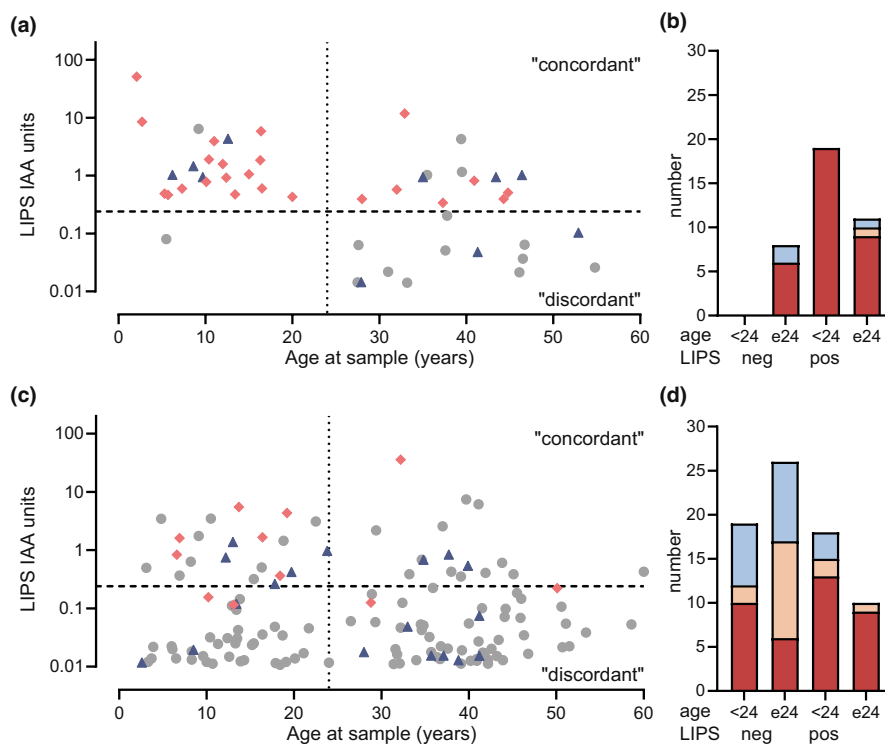 (a)
LIPS IAA units
100
10
1
0.1
0.01
"concordant"
"discordant"
0 10 20 30 40 50 60
Age at sample (years)
(b)
number
30
25
20
15
10
5
0
age <24 e24 <24 e24
LIPS neg pos
(c)
LIPS IAA units
100
10
1
0.1
0.01
"concordant"
"discordant"
0 10 20 30 40 50 60
Age at sample (years)
(d)
number
30
25
20
15
10
5
0
age <24 e24 <24 e24
LIPS neg pos